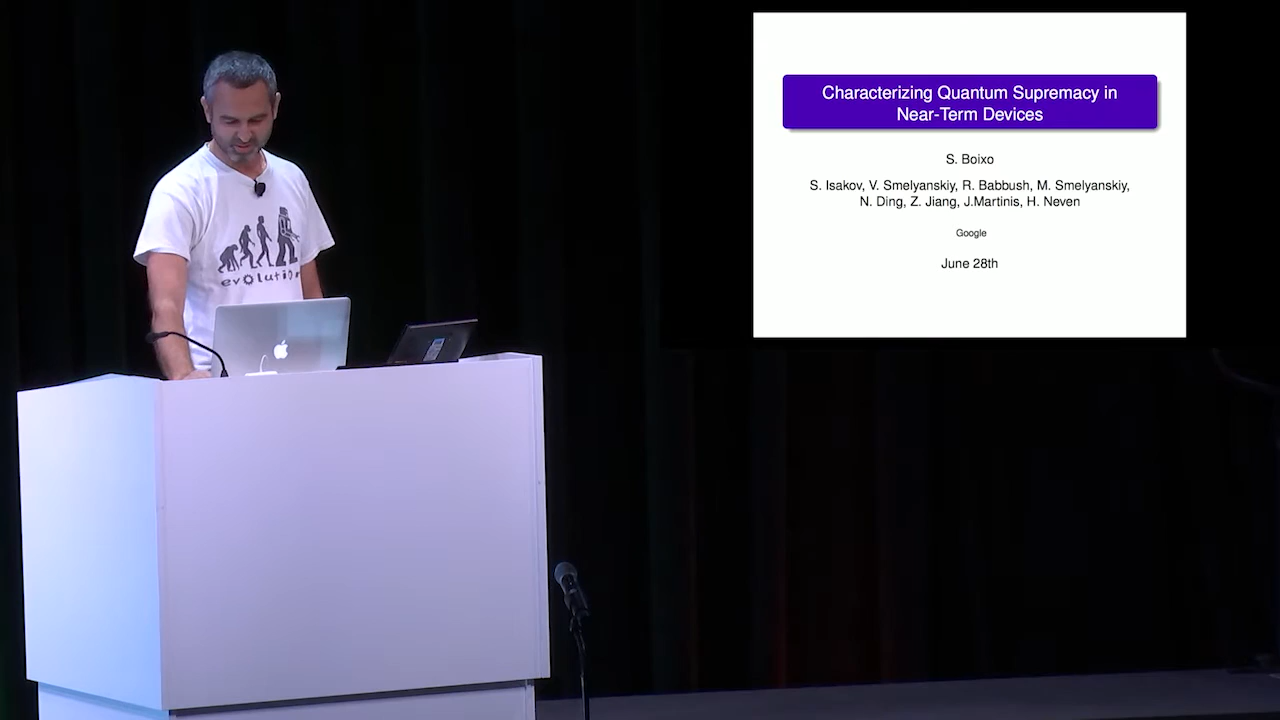 Characterizing Quantum Supremacy in
Near-Term Devices
S. Boixo
S. Isakov, V. Smelyanskiy, R. Babbush, M. Smelyanskiy,
N. Ding, Z. Jiang, J.Martinis, H. Neven
Google
June 28th
evolution